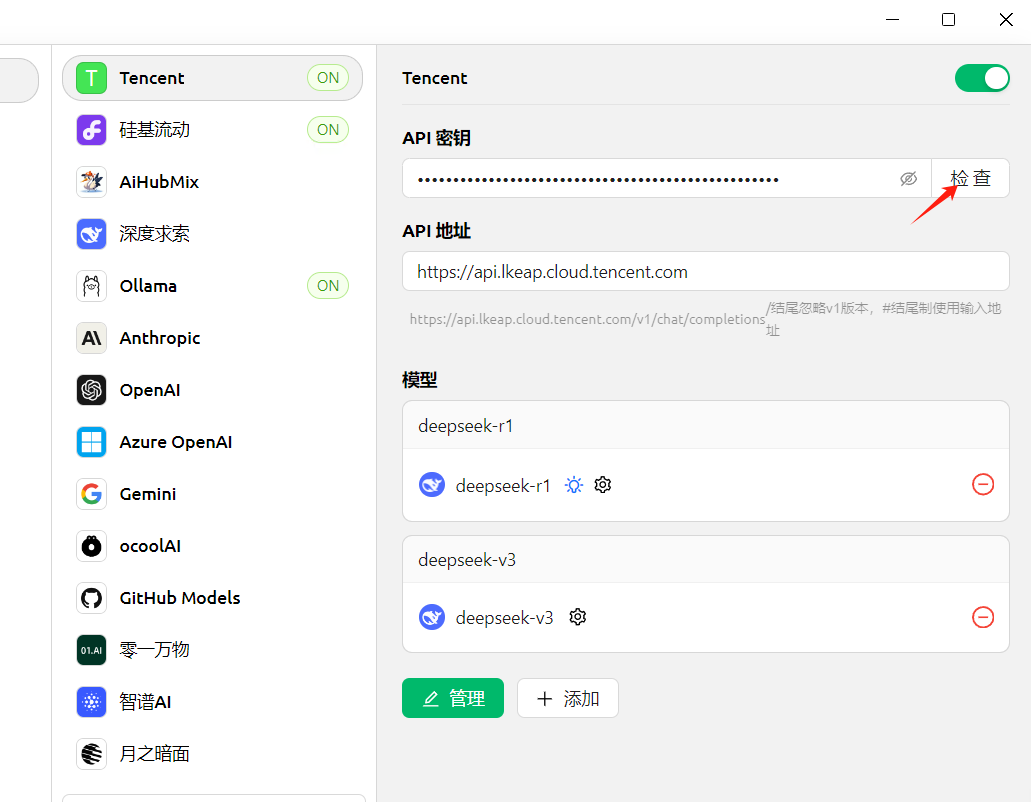 Tencent
ON
硅基流动
ON
AiHubMix
深度求索
Ollama
ON
Anthropic
OpenAI
Azure OpenAI
Gemini
ocoolAI
GitHub Models
01.AI
零一万物
智谱AI
月之暗面
Tencent
API 密钥
••••••••••••••••••••••••••••••••••••••••••••••••••
检 查
API 地址
https://api.lkeap.cloud.tencent.com
https://api.lkeap.cloud.tencent.com/v1/chat/completions
/结尾忽略v1版本，#结尾制使用输入地
址
模型
deepseek-r1
deepseek-r1
deepseek-v3
deepseek-v3
管理
添加